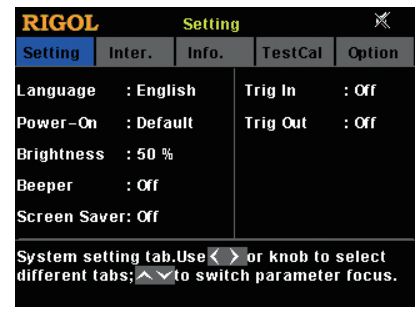 RIGOL Setting
Setting Inter. Info. TestCal Option
Language : English Trig In : Off
Power-On : Default Trig Out : Off
Brightness : 50 %
Beeper : Off
Screen Saver: Off
System setting tab.Use < > or knob to select
different tabs; to switch parameter focus.